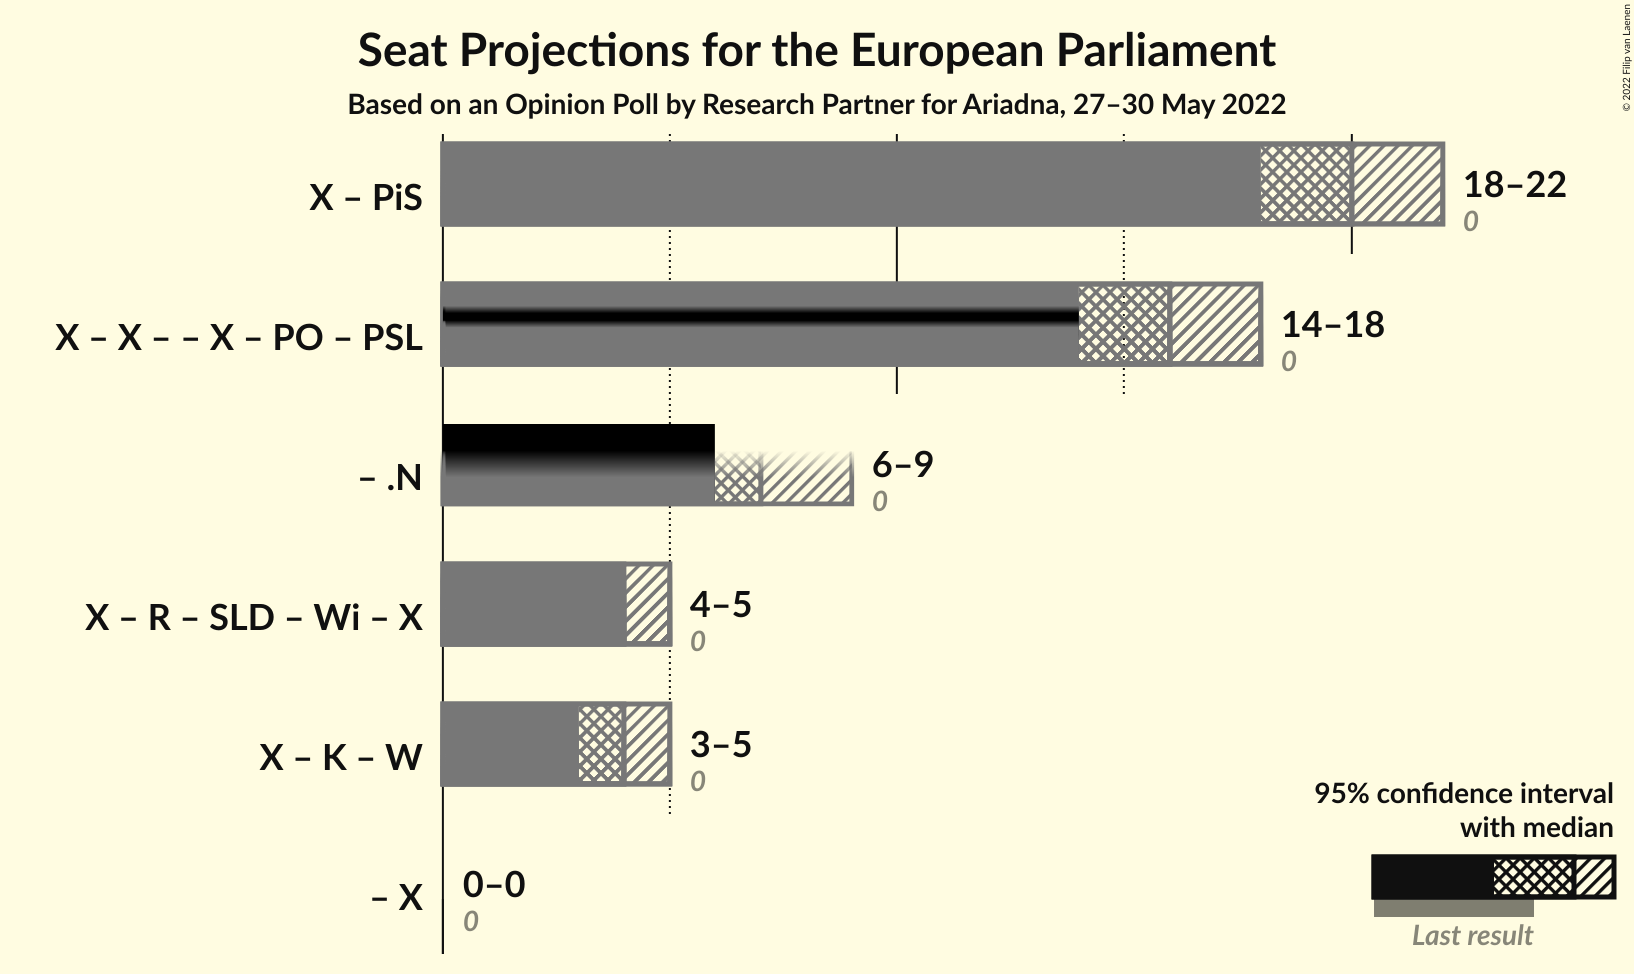 Seat Projections for the European Parliament
Based on an Opinion Poll by Research Partner for Ariadna, 27–30 May 2022
© 2022 Filip van Laenen
X – PiS
18–22
0
X – X – – X – PO – PSL
14–18
0
– .N
6–9
0
X – R – SLD – Wi – X
4–5
0
X – K – W
3–5
0
– X
0–0
0
95% confidence interval
with median
Last result